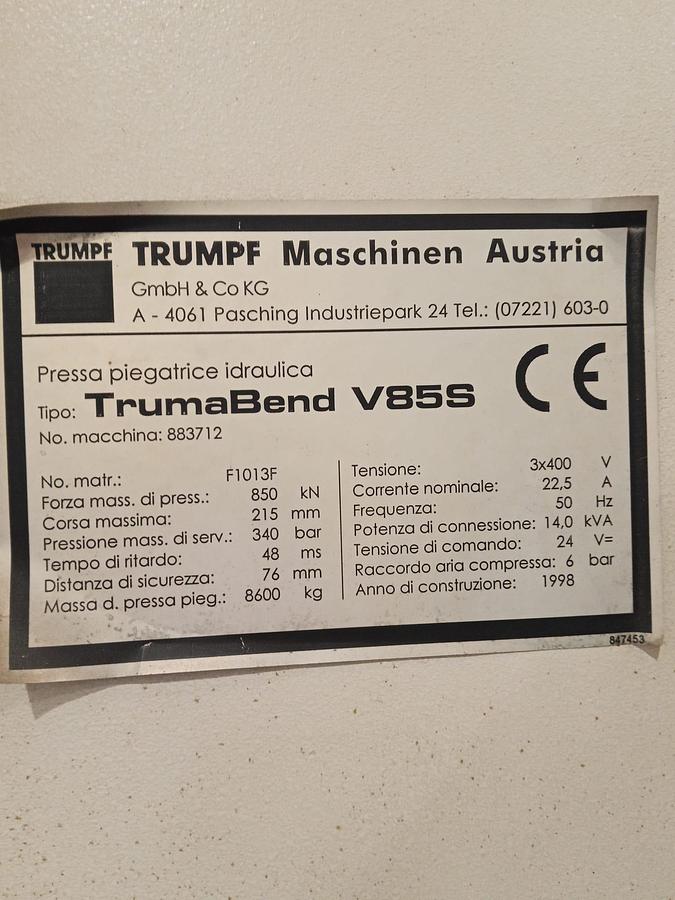 TRUMPF
TRUMPF Maschinen Austria
GmbH & Co KG
A - 4061 Pasching Industriepark 24 Tel.: (07221) 603-0
Pressa piegatrice idraulica
Tipo: TrumaBend V85S
No. macchina: 883712
No. matr.: F1013F
Forza mass. di press.: 850 kN
Corsa massima: 215 mm
Pressione mass. di serv.: 340 bar
Tempo di ritardo: 48 ms
Distanza di sicurezza: 76 mm
Massa d. pressa pieg.: 8600 kg
CE
Tensione: 3x400 V
Corrente nominale: 22,5 A
Frequenza: 50 Hz
Potenza di connessione: 14,0 kVA
Tensione di comando: 24 V=
Raccordo aria compressa: 6 bar
Anno di construzione: 1998
847453